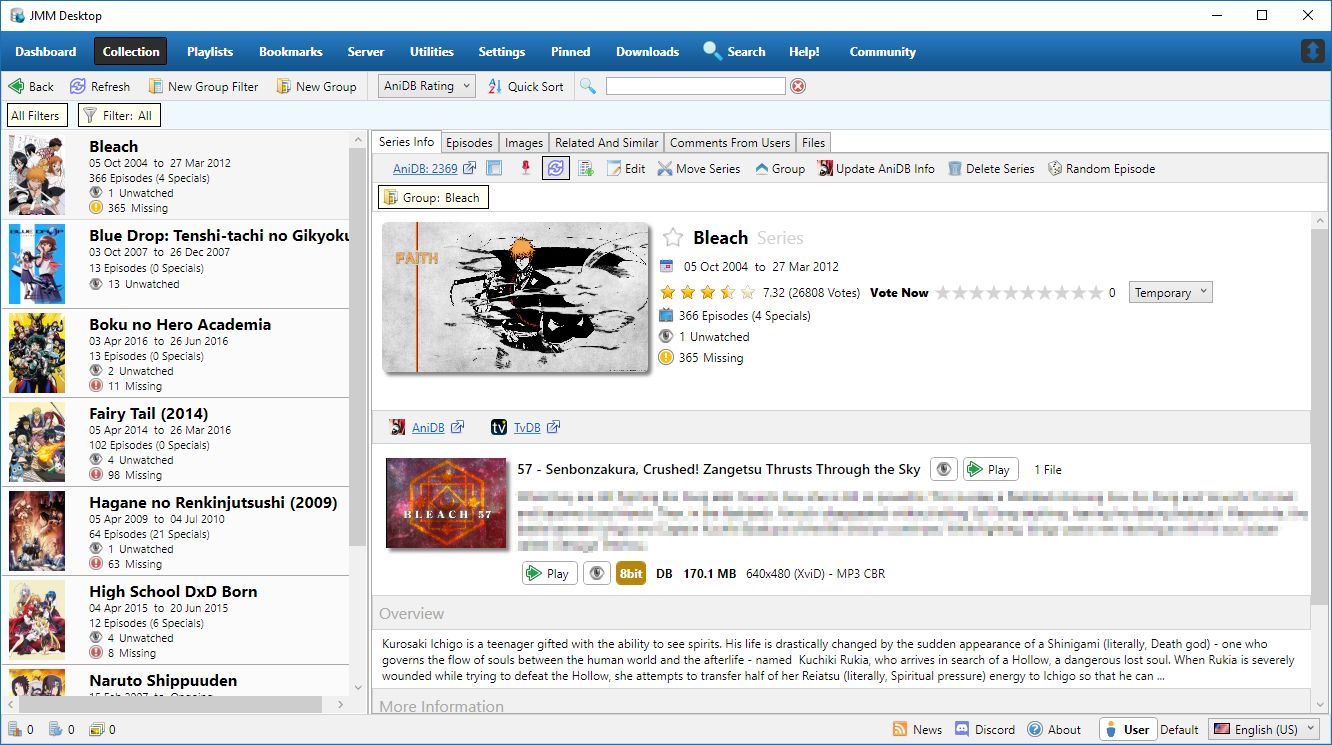 JMM Desktop
Dashboard Collection Playlists Bookmarks Server Utilities Settings Pinned Downloads Search Help! Community
Back Refresh New Group Filter New Group AniDB Rating Quick Sort
All Filters Filter: All
Bleach
05 Oct 2004 to 27 Mar 2012
366 Episodes (4 Specials)
1 Unwatched
365 Missing
Blue Drop: Tenshi-tachi no Gikyoku
03 Oct 2007 to 26 Dec 2007
13 Episodes (0 Specials)
13 Unwatched
Boku no Hero Academia
03 Apr 2016 to 26 Jun 2016
13 Episodes (0 Specials)
2 Unwatched
11 Missing
Fairy Tail (2014)
05 Apr 2014 to 26 Mar 2016
102 Episodes (0 Specials)
4 Unwatched
98 Missing
Hagane no Renkinjutsushi (2009)
05 Apr 2009 to 04 Jul 2010
64 Episodes (21 Specials)
1 Unwatched
63 Missing
High School DxD Born
04 Apr 2015 to 20 Jun 2015
12 Episodes (6 Specials)
4 Unwatched
8 Missing
Naruto Shippuuden
15 Feb 2007 to Ongoing
Series Info Episodes Images Related And Similar Comments From Users Files
AniDB: 2369 Edit Move Series Group Update AniDB Info Delete Series Random Episode
Group: Bleach
FAITH
Bleach Series
05 Oct 2004 to 27 Mar 2012
7.32 (26808 Votes) Vote Now 0 Temporary
366 Episodes (4 Specials)
1 Unwatched
365 Missing
AniDB TvDB
57 - Senbonzakura, Crushed! Zangetsu Thrusts Through the Sky Play 1 File
BLEACH 57
Play 8bit DB 170.1 MB 640x480 (XviD) - MP3 CBR
Overview
Kurosaki Ichigo is a teenager gifted with the ability to see spirits. His life is drastically changed by the sudden appearance of a Shinigami (literally, Death god) - one who
governs the flow of souls between the human world and the afterlife - named Kuchiki Rukia, who arrives in search of a Hollow, a dangerous lost soul. When Rukia is severely
wounded while trying to defeat the Hollow, she attempts to transfer half of her Reiatsu (literally, Spiritual pressure) energy to Ichigo so that he can ...
More Information
0 0 0 News Discord About User Default English (US)